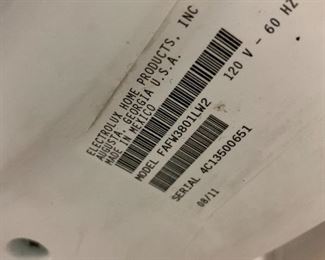 ELECTROLUX HOME PRODUCTS, INC
AUGUSTA, GEORGIA U.S.A.
MADE IN MEXICO
120 V - 60 HZ
MODEL FAFW3801LW2
SERIAL 4C13500651
08/11